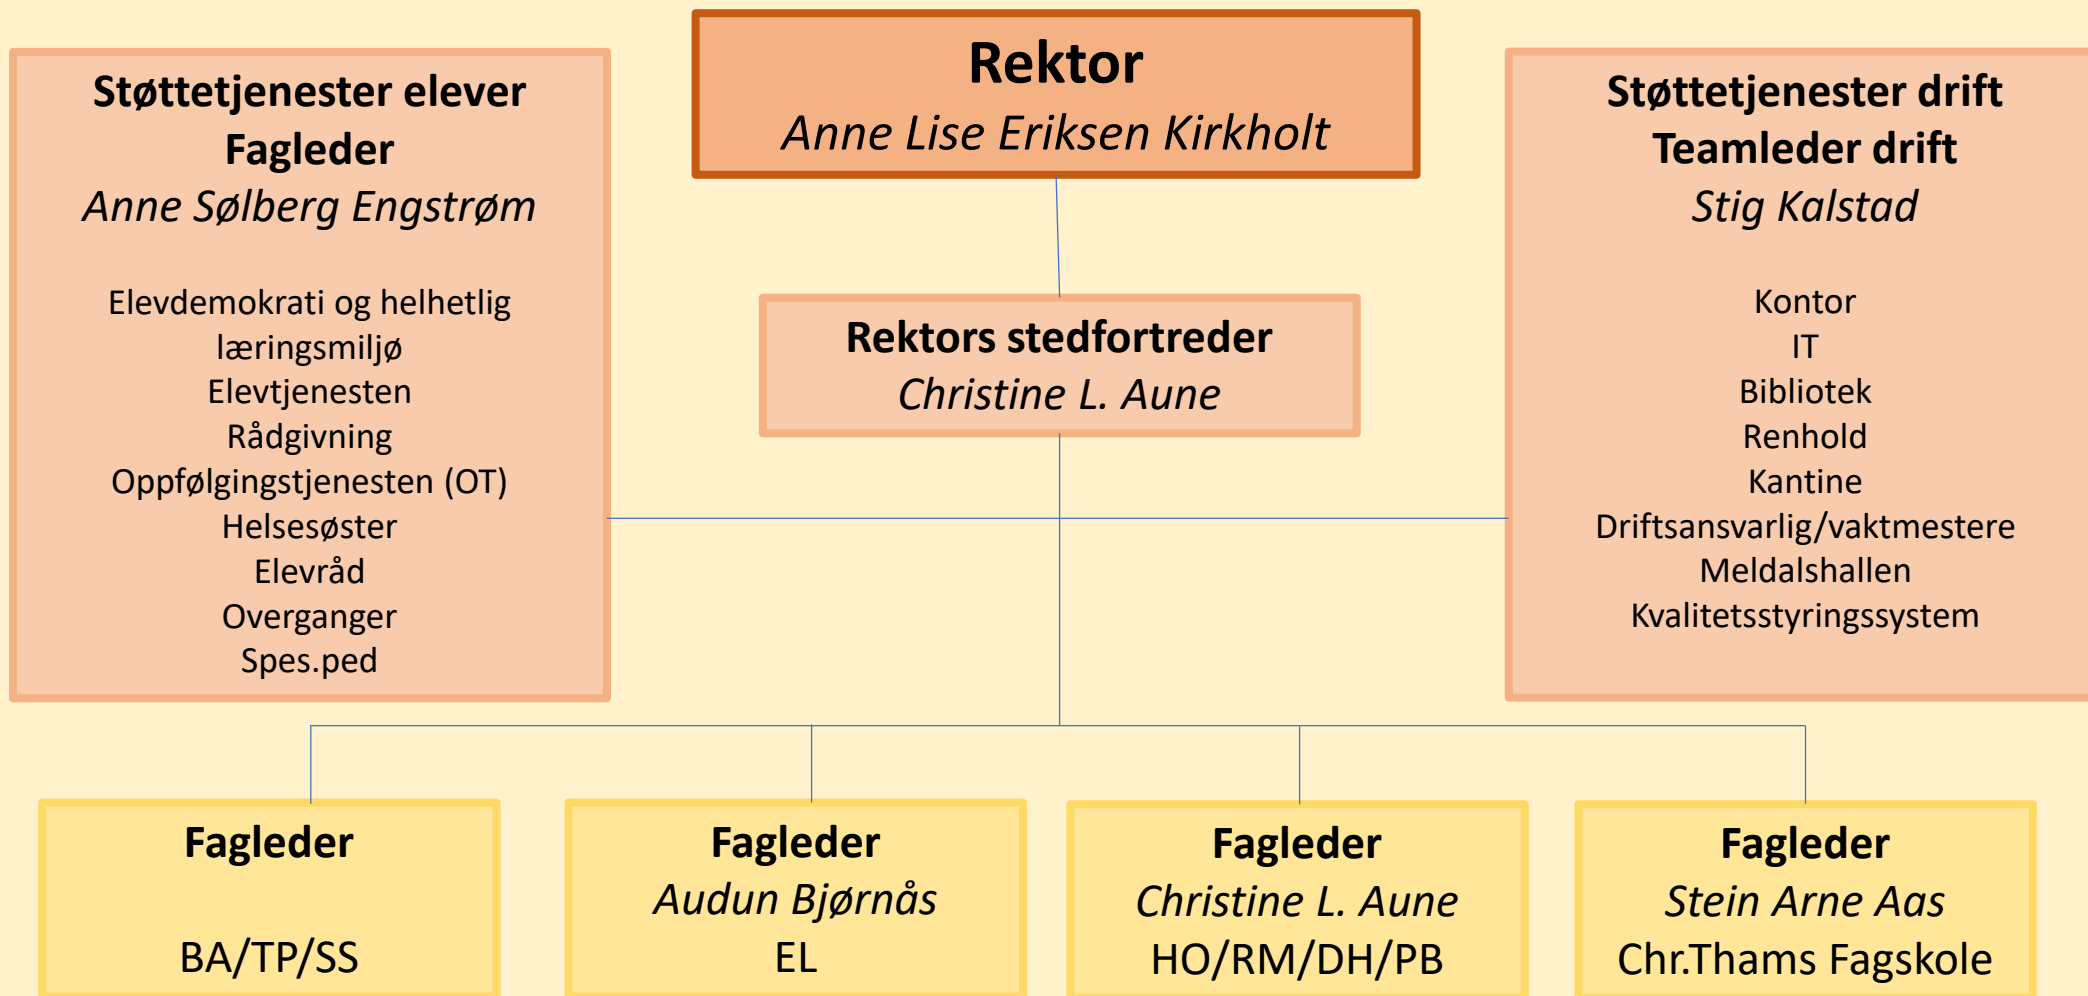 Rektor
Anne Lise Eriksen Kirkholt
Støttetjenester elever
Fagleder
Anne Sølberg Engstrøm
Elevdemokrati og helhetlig
læringsmiljø
Elevtjenesten
Rådgivning
Oppfølgingstjenesten (OT)
Helsesøster
Elevråd
Overganger
Spes.ped
Rektors stedfortreder
Christine L. Aune
Støttetjenester drift
Teamleder drift
Stig Kalstad
Kontor
IT
Bibliotek
Renhold
Kantine
Driftsansvarlig/vaktmestere
Meldalshallen
Kvalitetsstyringssystem
Fagleder
BA/TP/SS
Fagleder
Audun Bjørnås
EL
Fagleder
Christine L. Aune
HO/RM/DH/PB
Fagleder
Stein Arne Aas
Chr.Thams Fagskole